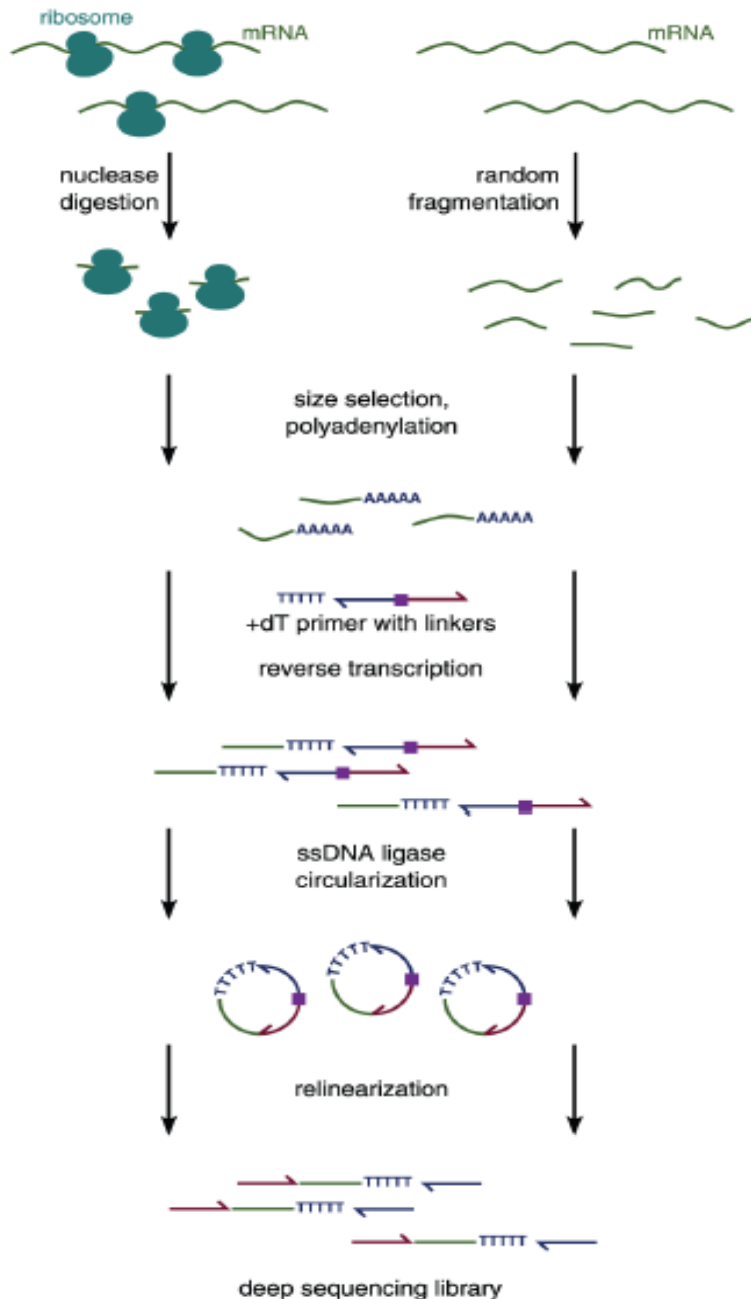 ribosome
mRNA
mRNA
nuclease
digestion
random
fragmentation
size selection,
polyadenylation
AAAAA
AAAAA
AAAAA
TTTTT
+dT primer with linkers
reverse transcription
TTTTT
TTTTT
TTTTT
ssDNA ligase
circularization
TTTTT
TTTTT
TTTTT
relinearization
TTTTT
TTTTT
TTTTT
deep sequencing library